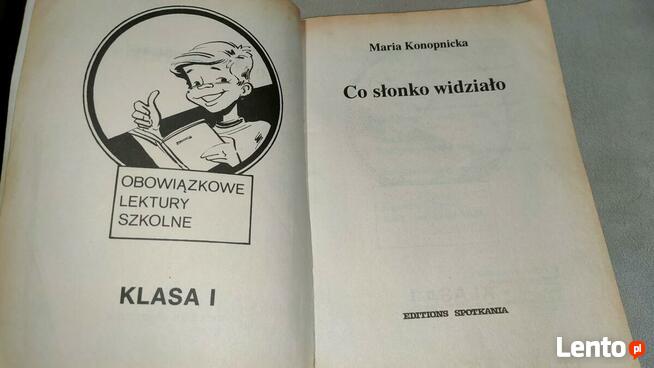 OBOWIĄZKOWE
LEKTURY
SZKOLNE
KLASA I
Maria Konopnicka
Co słonko widziało
EDITIONS SPOTKANIA
Lento.pl